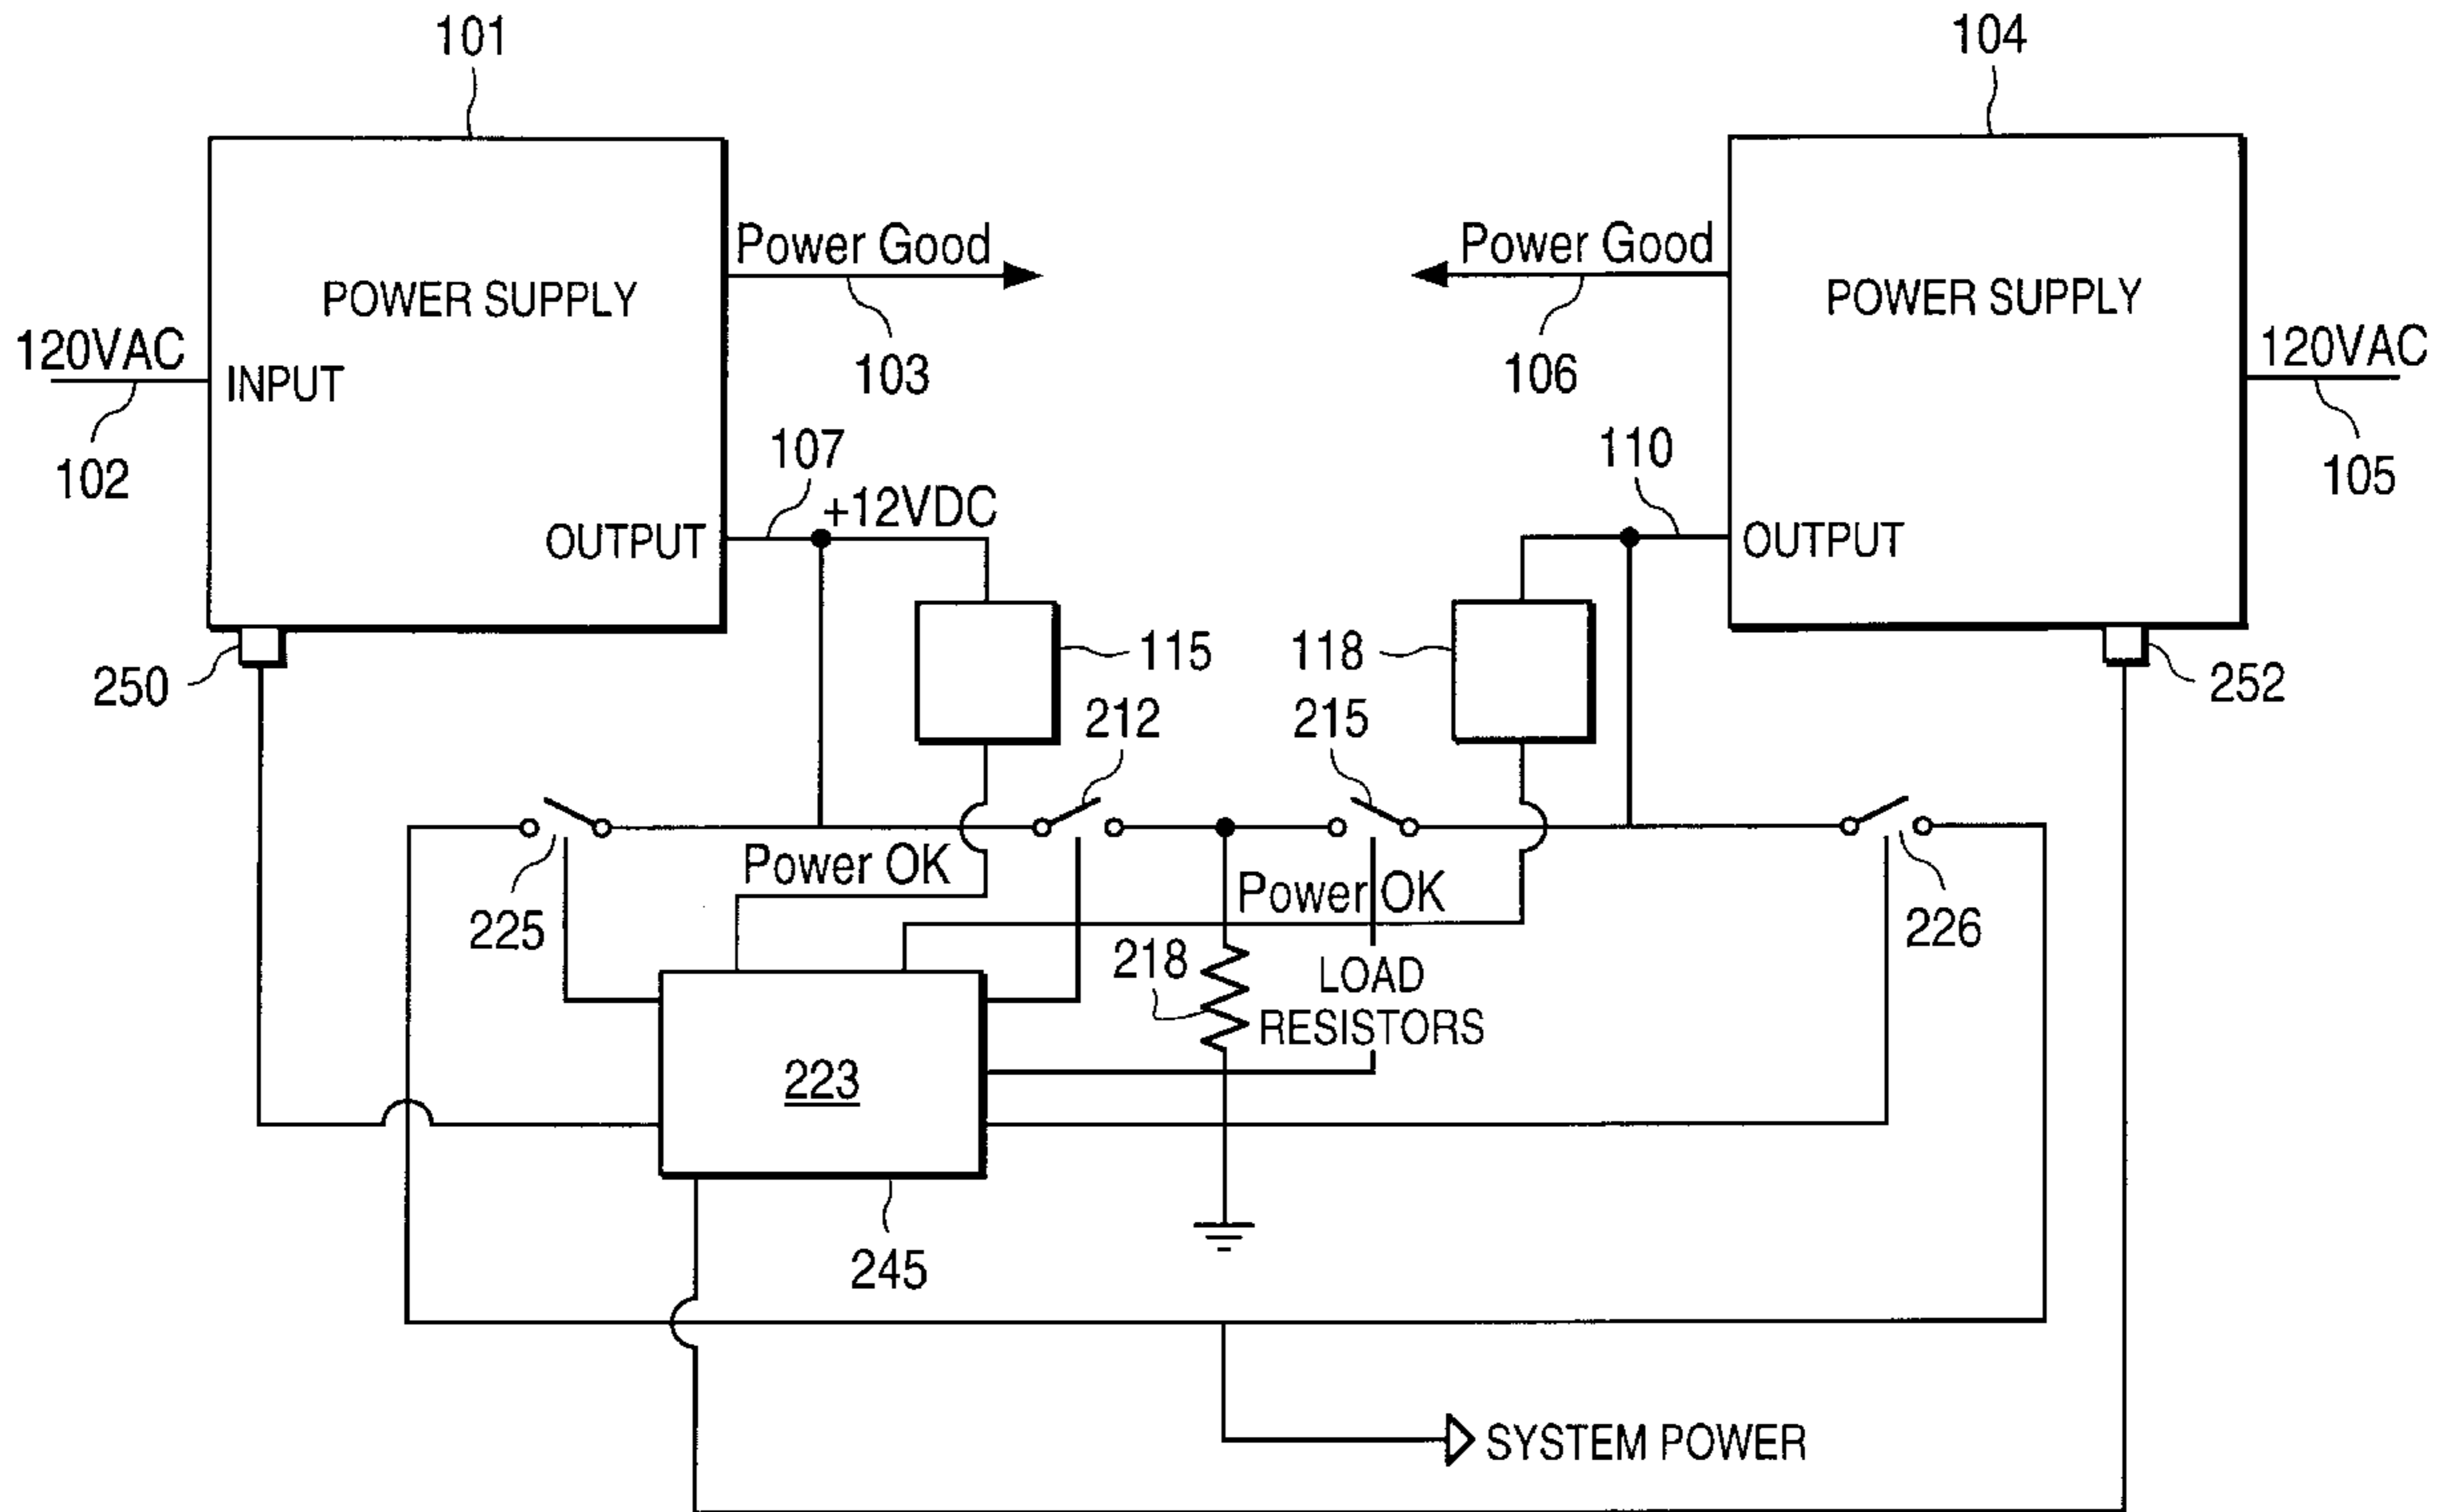 101
104
Power Good
Power Good
POWER SUPPLY
POWER SUPPLY
120VAC
120VAC
INPUT
103
106
102
107
110
105
+12VDC
OUTPUT
OUTPUT
115
118
250
252
212
215
Power OK
Power OK
225
226
218
LOAD
RESISTORS
223
245
SYSTEM POWER